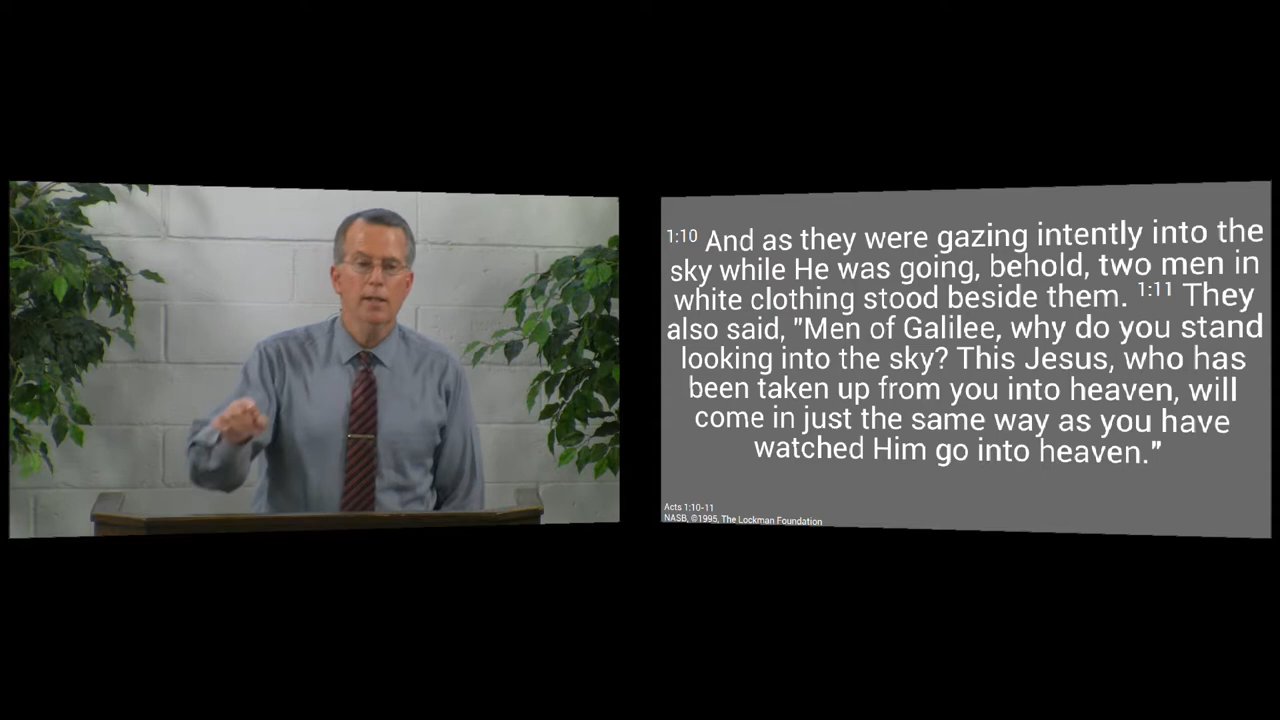 1:10 And as they were gazing intently into the
sky while He was going, behold, two men in
white clothing stood beside them. 1:11 They
also said, "Men of Galilee, why do you stand
looking into the sky? This Jesus, who has
been taken up from you into heaven, will
come in just the same way as you have
watched Him go into heaven."
Acts 1:10-11
NASB, ©1995, The Lockman Foundation